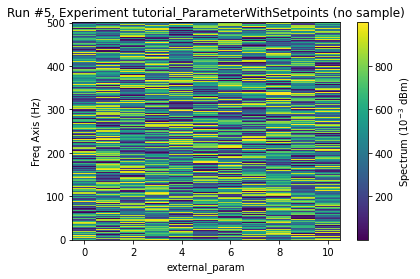 Run #5, Experiment tutorial_ParameterWithSetpoints (no sample)
500
400
300
200
100
0
Freq Axis (Hz)
0 2 4 6 8 10
external_param
800
600
400
200
Spectrum (10⁻³ dBm)